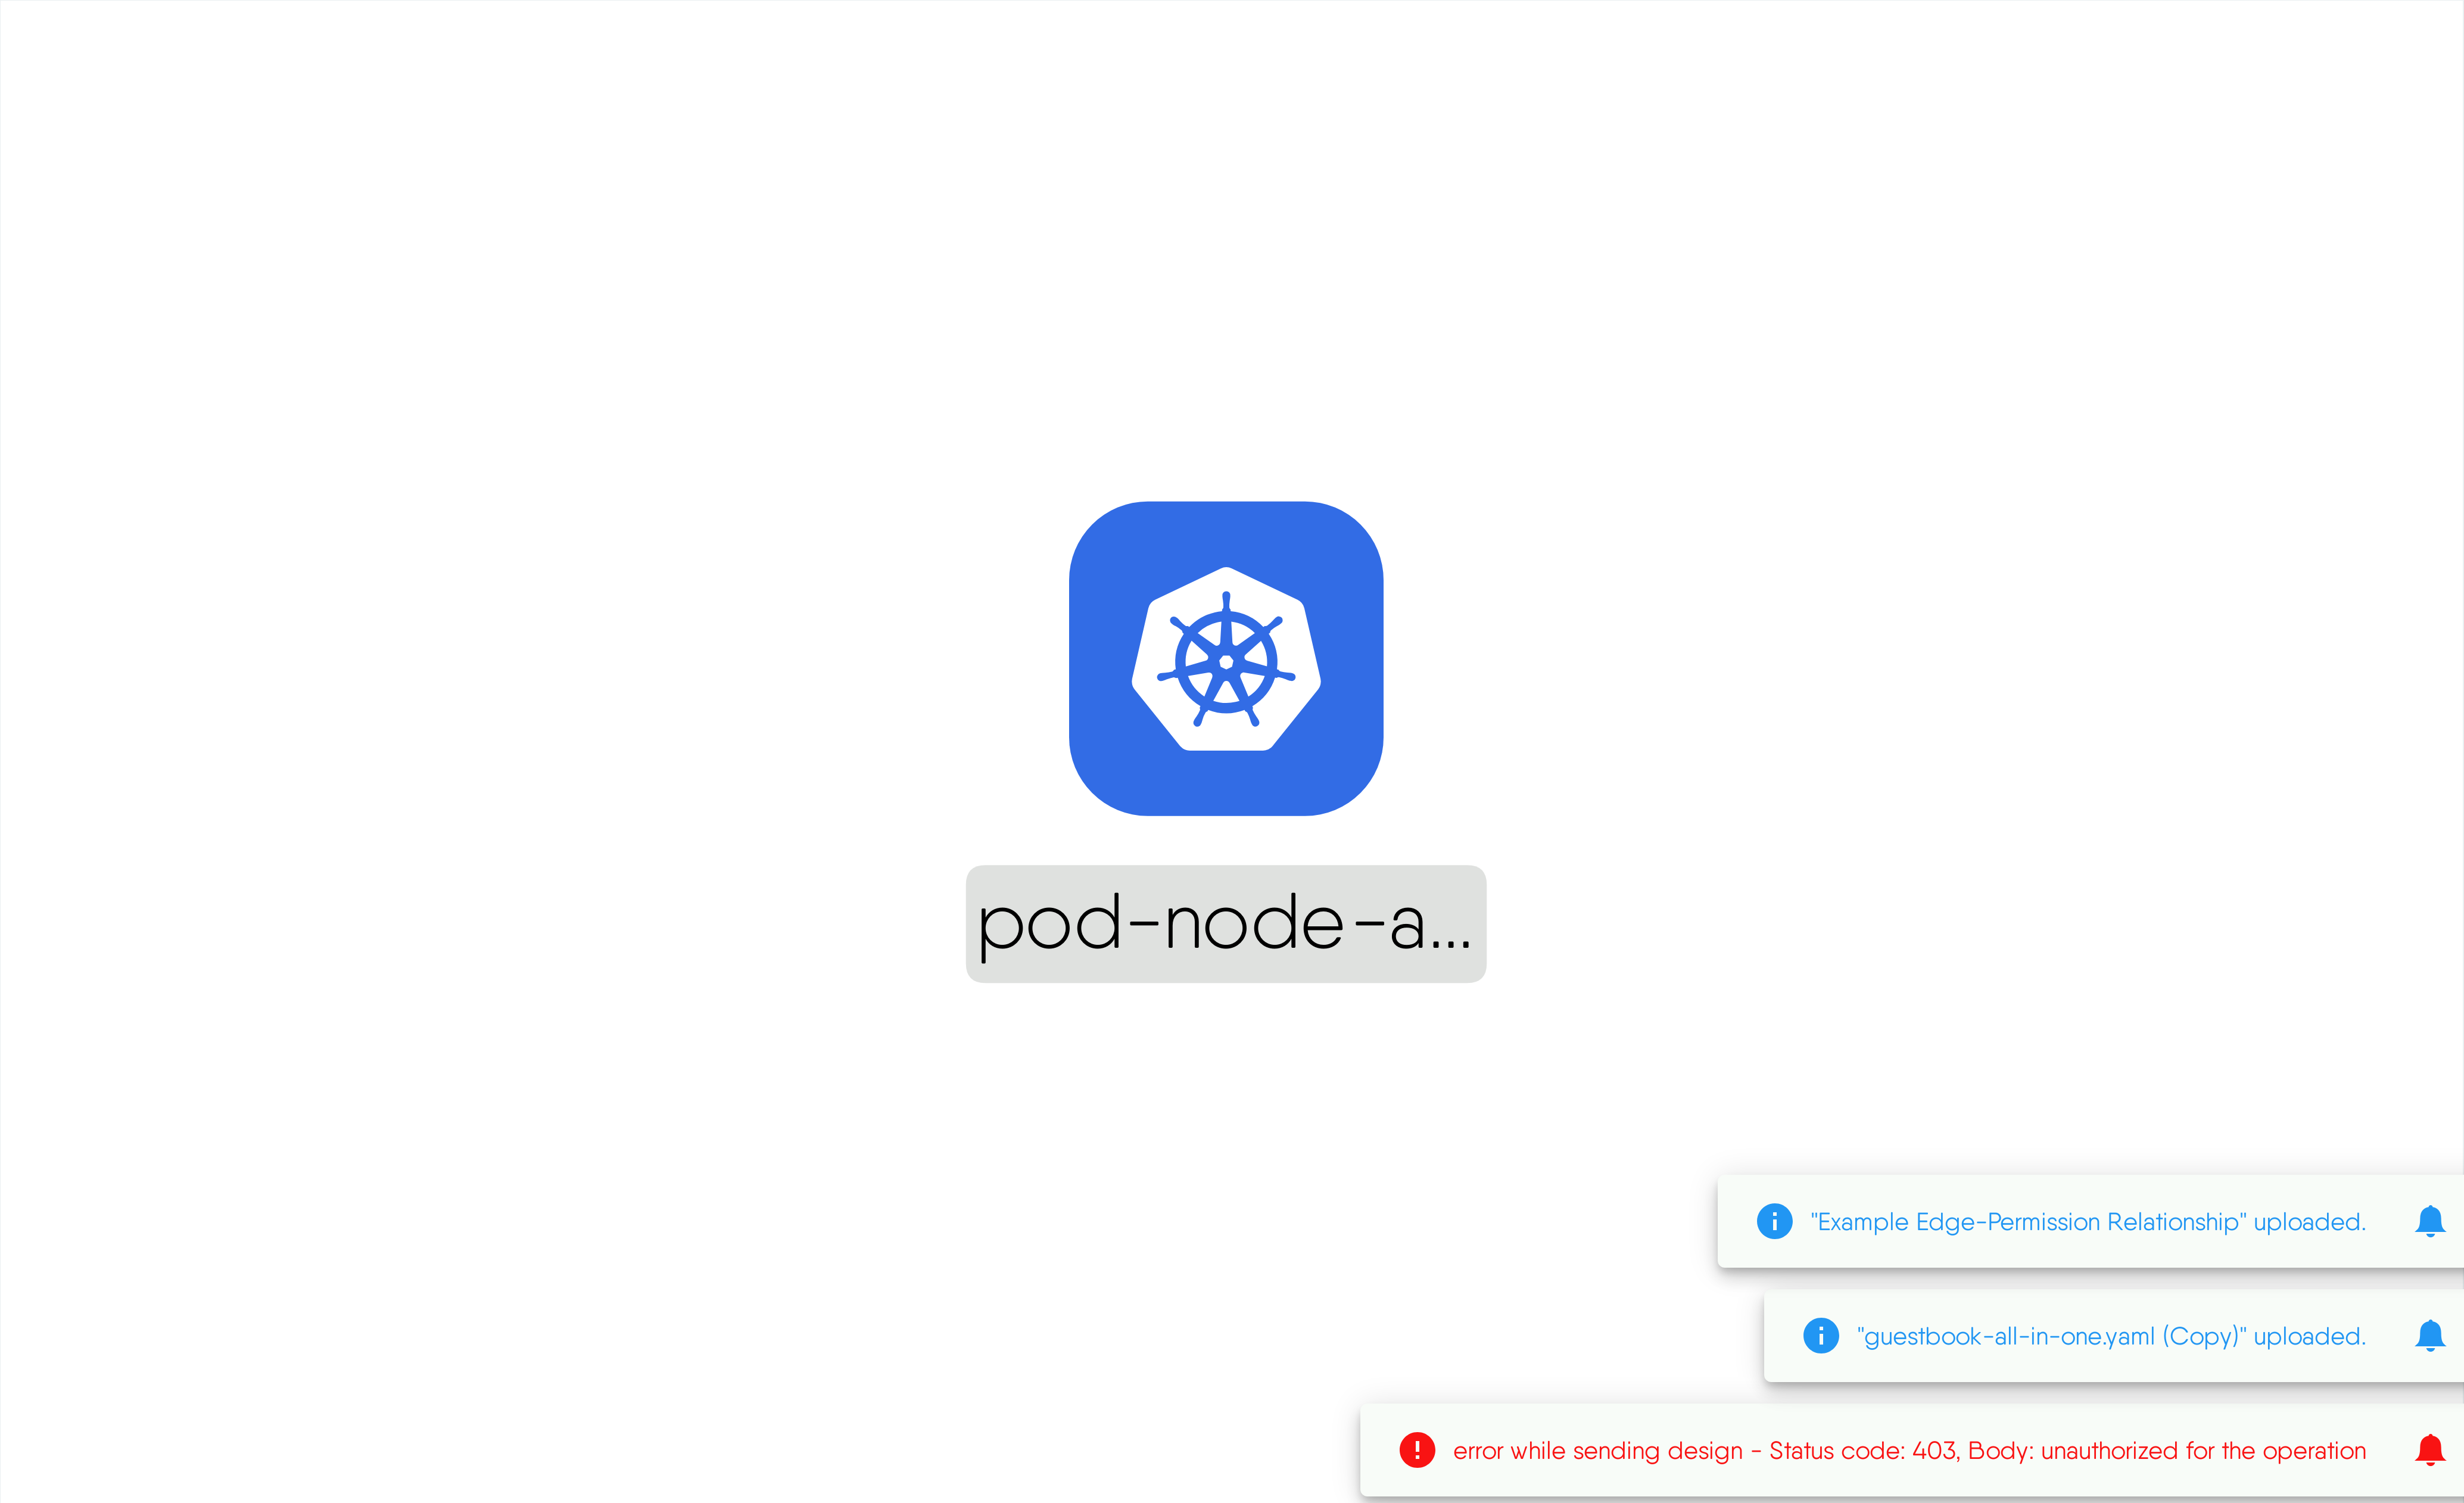 pod-node-a...
"Example Edge-Permission Relationship" uploaded.
"guestbook-all-in-one.yaml (Copy)" uploaded.
error while sending design - Status code: 403, Body: unauthorized for the operation